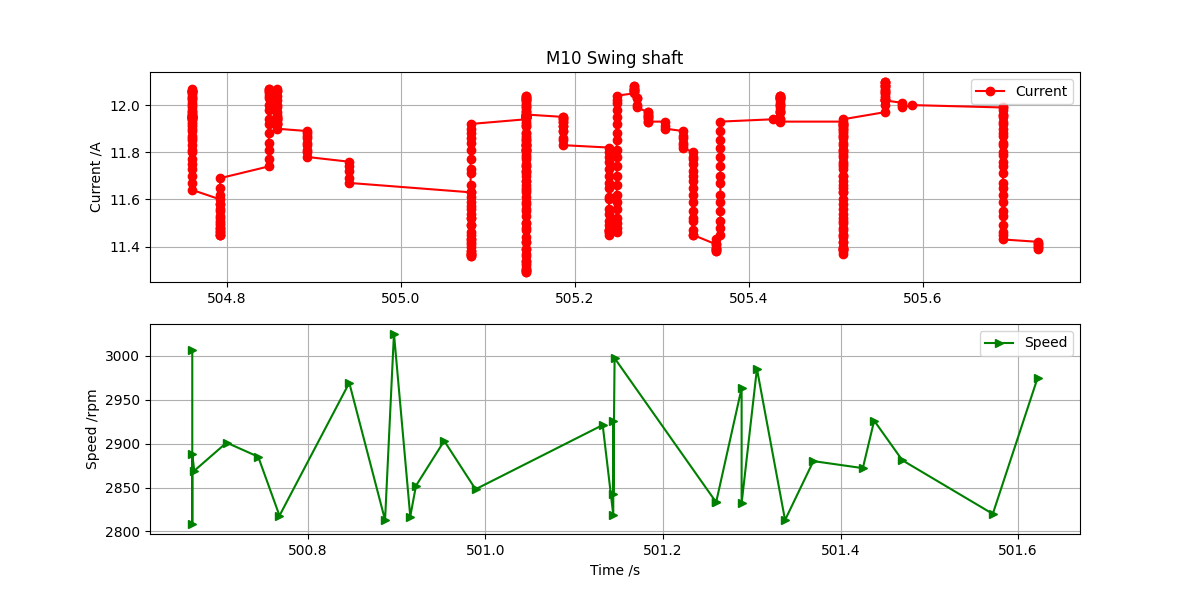 M10 Swing shaft
Current /A
12.0
11.8
11.6
11.4
Current
504.8 505.0 505.2 505.4 505.6
Speed /rpm
3000
2950
2900
2850
2800
Speed
500.8 501.0 501.2 501.4 501.6
Time /s